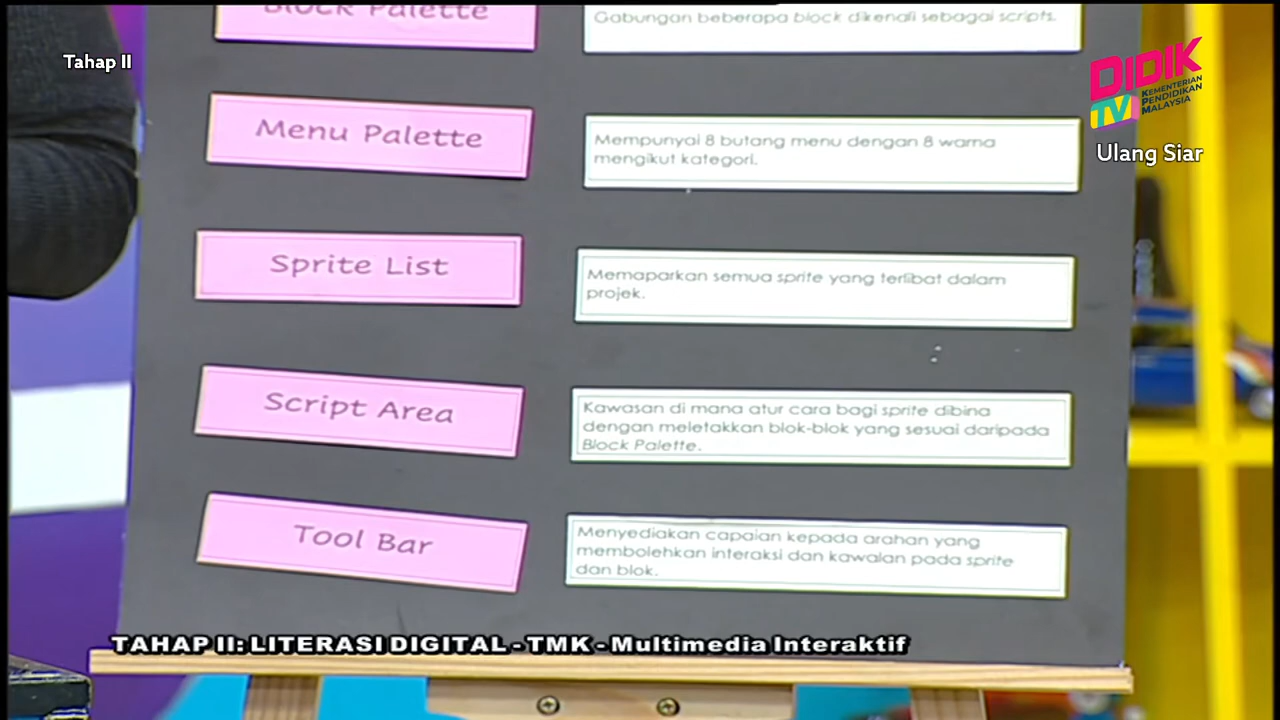 Tahap II
DIDIK
TV
KEMENTERIAN
PENDIDIKAN
MALAYSIA
Ulang Siar
Block Palette
Gabungan beberapa block dikenali sebagai scripts.
Menu Palette
Mempunyai 8 butang menu dengan 8 warna
mengikut kategori.
Sprite List
Memaparkan semua sprite yang terlibat dalam
projek.
Script Area
Kawasan di mana atur cara bagi sprite dibina
dengan meletakkan blok-blok yang sesuai daripada
Block Palette.
Tool Bar
Menyediakan capaian kepada arahan yang
membolehkan interaksi dan kawalan pada sprite
dan blok.
TAHAP II: LITERASI DIGITAL - TMK - Multimedia Interaktif